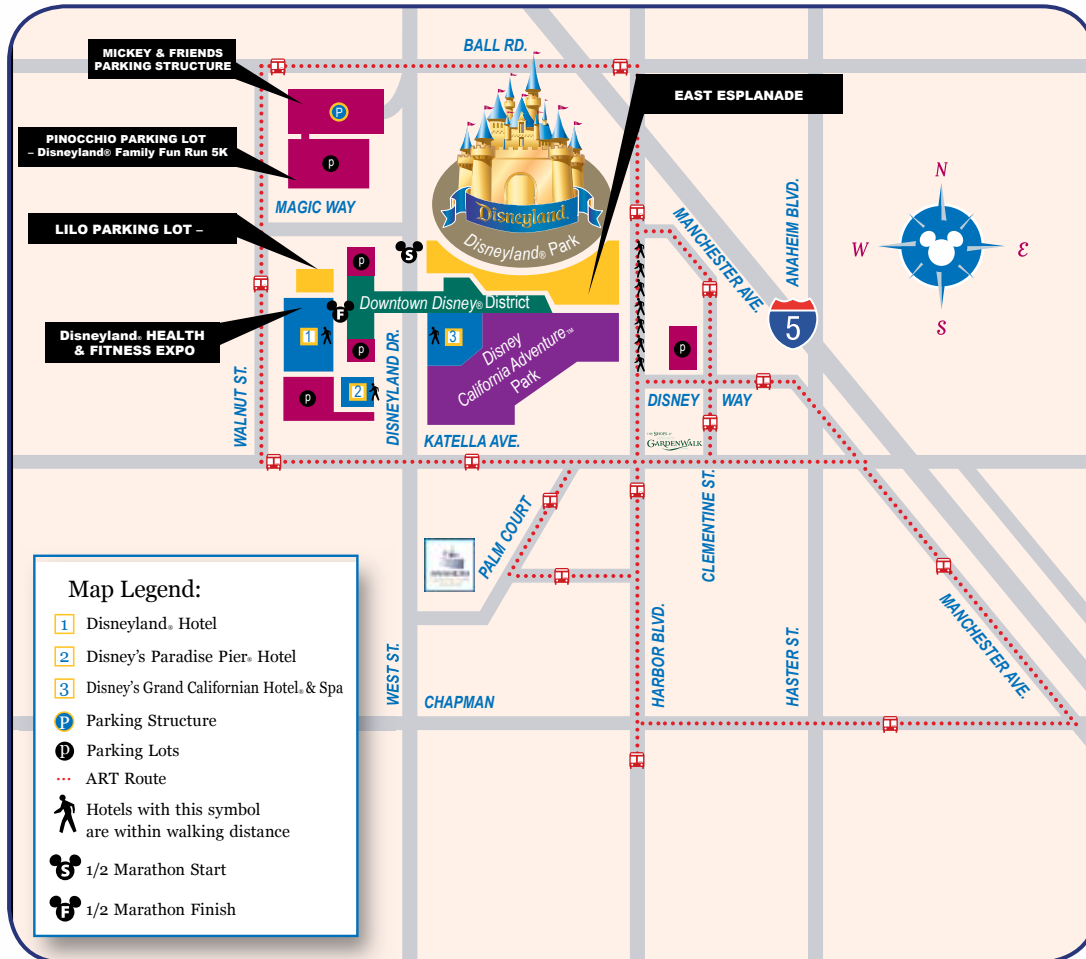 BALL RD.
MICKEY & FRIENDS
PARKING STRUCTURE
P
EAST ESPLANADE
PINOCCHIO PARKING LOT
– Disneyland® Family Fun Run 5K
p
MAGIC WAY
Disneyland®
Disneyland® Park
MANCHESTER AVE.
ANAHEIM BLVD.
N
W
E
S
LILO PARKING LOT –
p
S
Downtown Disney® District
F
Disneyland® HEALTH
& FITNESS EXPO
1
3
Disney
California Adventure™
Park
p
p
5
WALNUT ST.
2
p
DISNEYLAND DR.
DISNEY WAY
KATELLA AVE.
THE SHOPS AT
GARDENWALK
PALM COURT
CLEMENTINE ST.
WEST ST.
HARBOR BLVD.
HASTER ST.
MANCHESTER AVE.
CHAPMAN
Map Legend:
1 Disneyland® Hotel
2 Disney's Paradise Pier® Hotel
3 Disney's Grand Californian Hotel® & Spa
P Parking Structure
p Parking Lots
ART Route
Hotels with this symbol
are within walking distance
S 1/2 Marathon Start
F 1/2 Marathon Finish